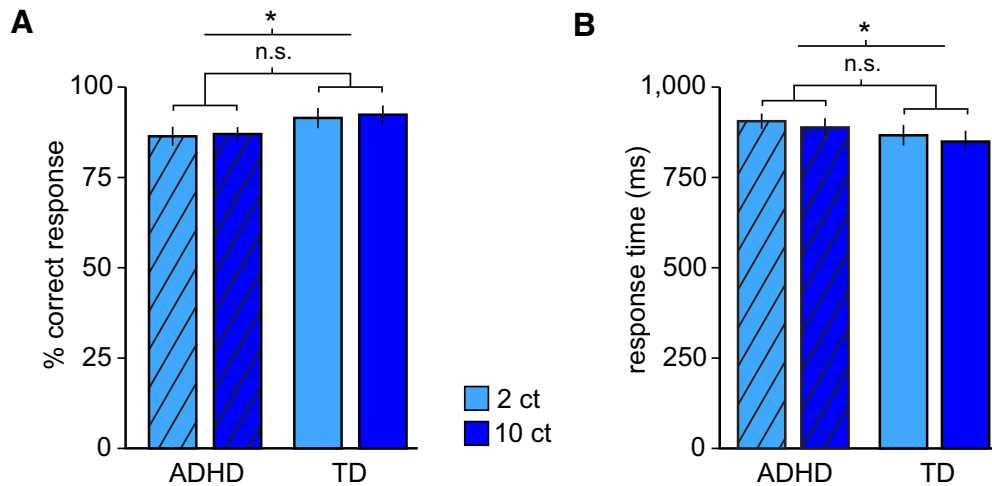 A
*
n.s.
100
75
50
25
0
% correct response
ADHD TD
2 ct
10 ct
B
*
n.s.
1,000
750
500
250
0
response time (ms)
ADHD TD